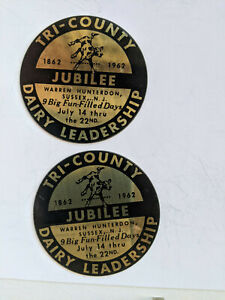 TRI-COUNTY
1862 1962
JUBILEE
WARREN HUNTERDON,
SUSSEX, N. J.
9 Big Fun-Filled Days
July 14 thru
the 22ND.
DAIRY LEADERSHIP
TRI-COUNTY
1862 1962
JUBILEE
WARREN HUNTERDON,
SUSSEX, N. J.
9 Big Fun-Filled Days
July 14 thru
the 22ND.
DAIRY LEADERSHIP